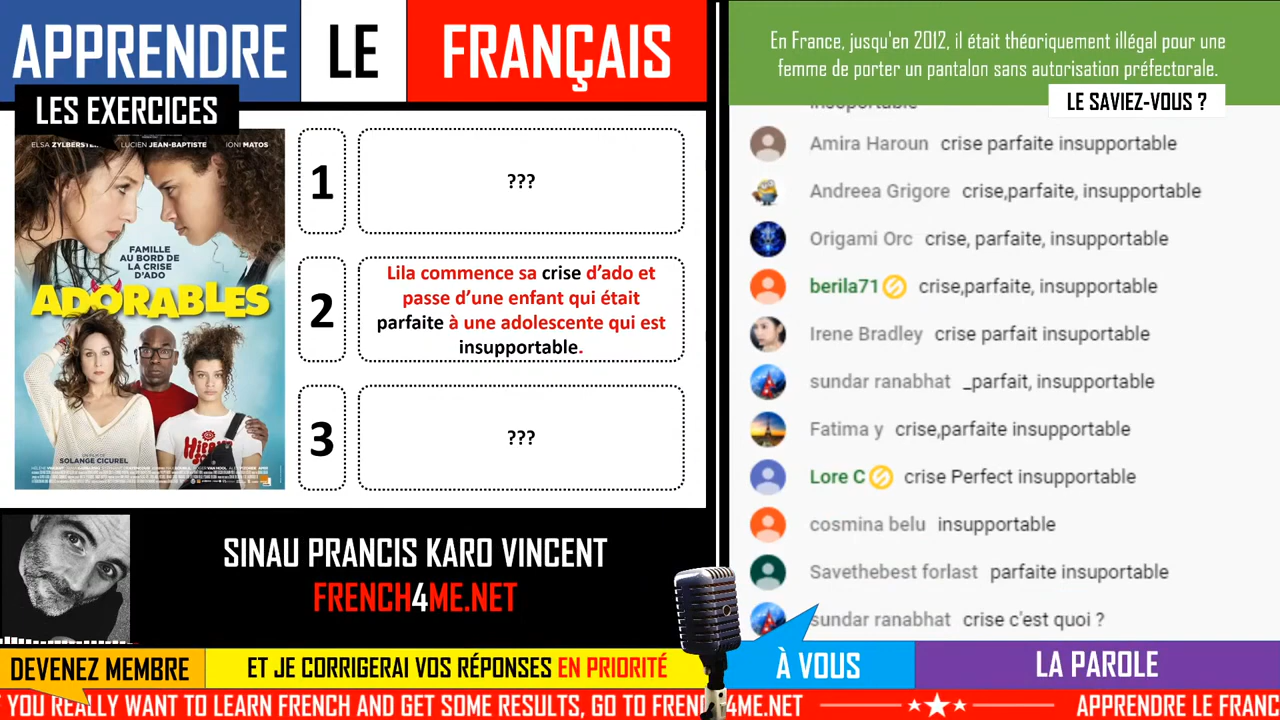 APPRENDRE LE FRANÇAIS
LES EXERCICES
ELSA ZYLBERSTEIN LUCIEN JEAN-BAPTISTE IONI MATOS
FAMILLE
AU BORD DE
LA CRISE
D'ADO
ADORABLES
UN FILM DE
SOLANGE CICUREL
1
???
2
Lila commence sa crise d'ado et
passe d'une enfant qui était
parfaite à une adolescente qui est
insupportable.
3
???
SINAU PRANCIS KARO VINCENT
FRENCH4ME.NET
En France, jusqu'en 2012, il était théoriquement illégal pour une
femme de porter un pantalon sans autorisation préfectorale.
LE SAVIEZ-VOUS ?
insupportable
Amira Haroun crise parfaite insupportable
Andreea Grigore crise,parfaite, insupportable
Origami Orc crise, parfaite, insupportable
berila71 crise,parfaite, insupportable
Irene Bradley crise parfait insuportable
sundar ranabhat _parfait, insupportable
Fatima y crise,parfaite insupportable
Lore C crise Perfect insupportable
cosmina belu insupportable
Savethebest forlast parfaite insuportable
sundar ranabhat crise c'est quoi ?
DEVENEZ MEMBRE
ET JE CORRIGERAI VOS RÉPONSES EN PRIORITÉ
À VOUS
LA PAROLE
YOU REALLY WANT TO LEARN FRENCH AND GET SOME RESULTS, GO TO FRENCH4ME.NET
APPRENDRE LE FRANC